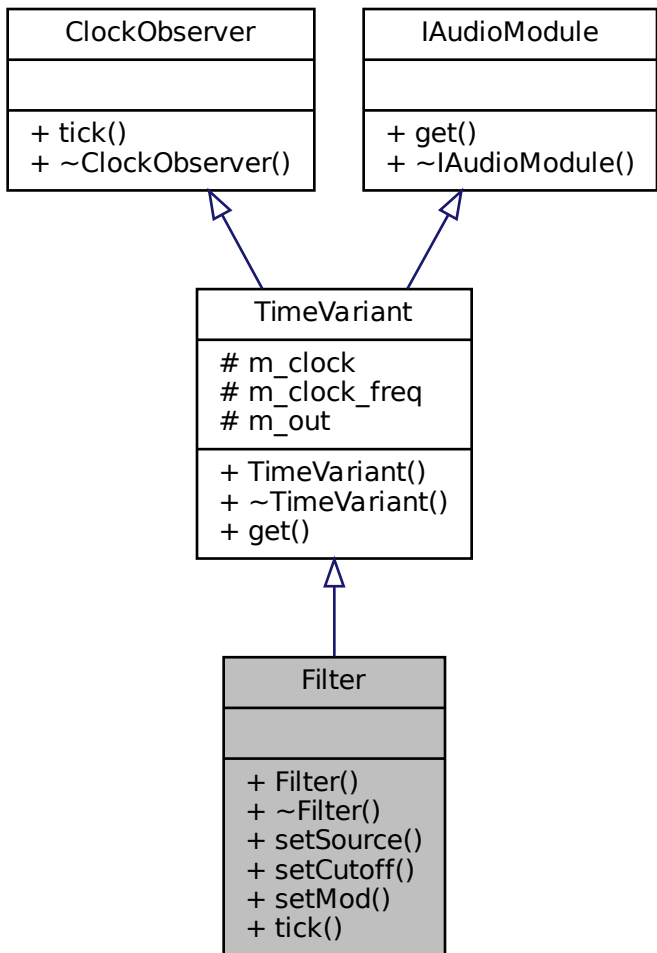 ClockObserver
+ tick()
+ ~ClockObserver()
IAudioModule
+ get()
+ ~IAudioModule()
TimeVariant
# m_clock
# m_clock_freq
# m_out
+ TimeVariant()
+ ~TimeVariant()
+ get()
Filter
+ Filter()
+ ~Filter()
+ setSource()
+ setCutoff()
+ setMod()
+ tick()